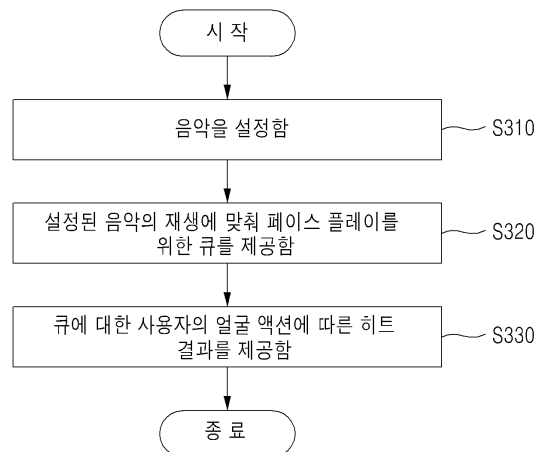 시 작
음악을 설정함
S310
설정된 음악의 재생에 맞춰 페이스 플레이를
위한 큐를 제공함
S320
큐에 대한 사용자의 얼굴 액션에 따른 히트
결과를 제공함
S330
종 료